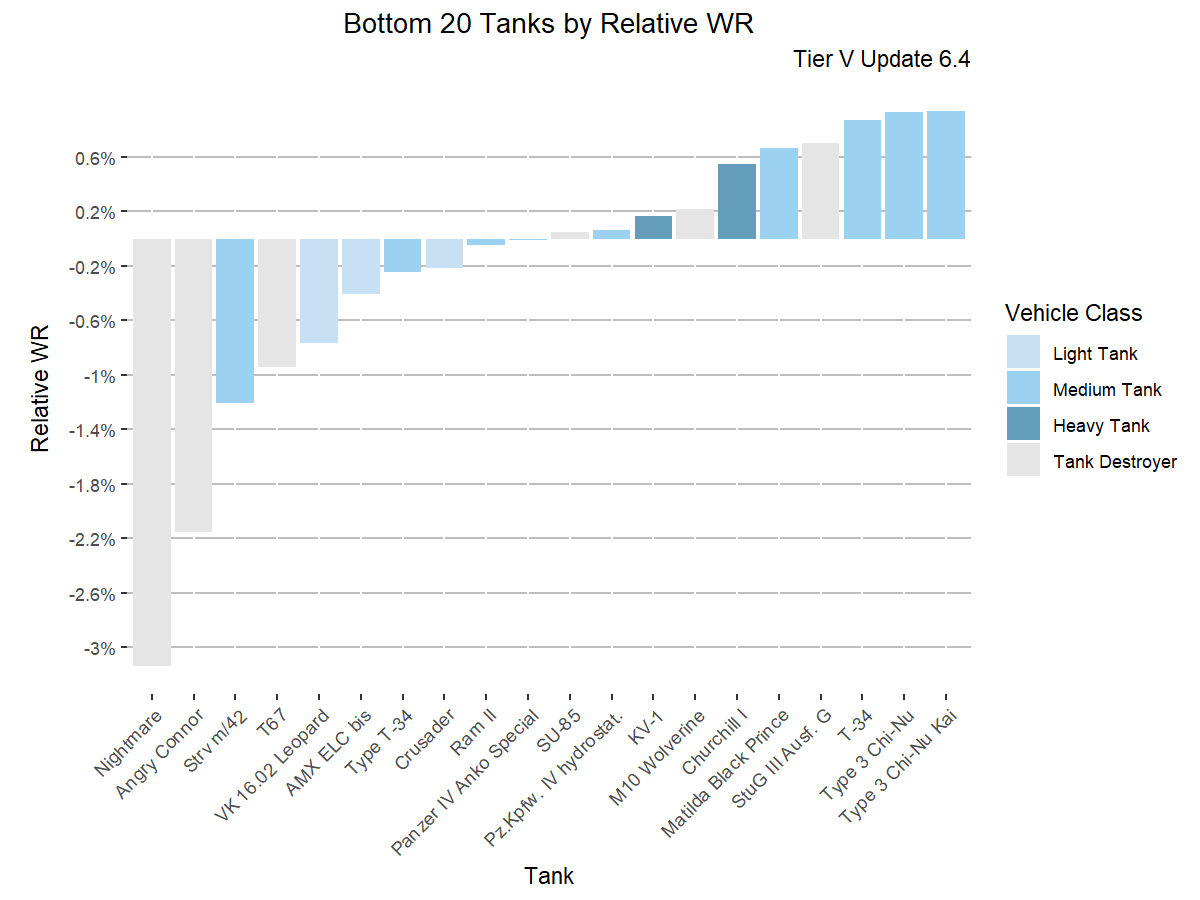 Bottom 20 Tanks by Relative WR
Tier V Update 6.4
0.6%
0.2%
-0.2%
-0.6%
-1%
-1.4%
-1.8%
-2.2%
-2.6%
-3%
Relative WR
Nightmare
Angry Connor
Strv m/42
T67
VK 16.02 Leopard
AMX ELC bis
Type T-34
Crusader
Ram II
Panzer IV Anko Special
SU-85
Pz.Kpfw. IV hydrostat.
KV-1
M10 Wolverine
Churchill I
Matilda Black Prince
StuG III Ausf. G
T-34
Type 3 Chi-Nu
Type 3 Chi-Nu Kai
Tank
Vehicle Class
Light Tank
Medium Tank
Heavy Tank
Tank Destroyer